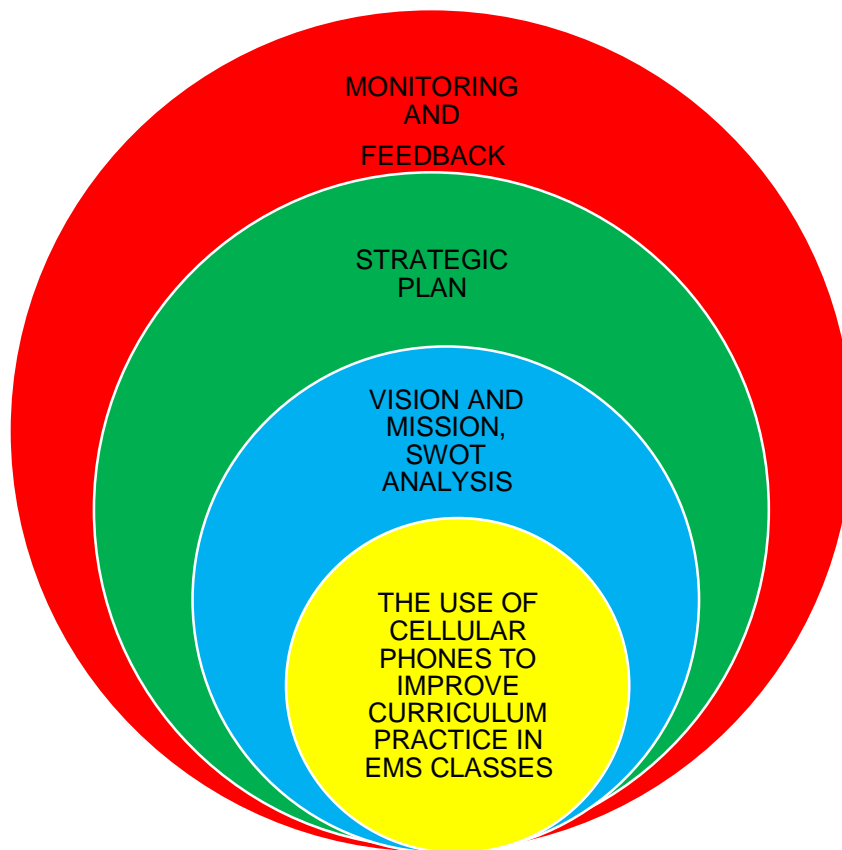 MONITORING
AND
FEEDBACK
STRATEGIC
PLAN
VISION AND
MISSION,
SWOT
ANALYSIS
THE USE OF
CELLULAR
PHONES TO
IMPROVE
CURRICULUM
PRACTICE IN
EMS CLASSES